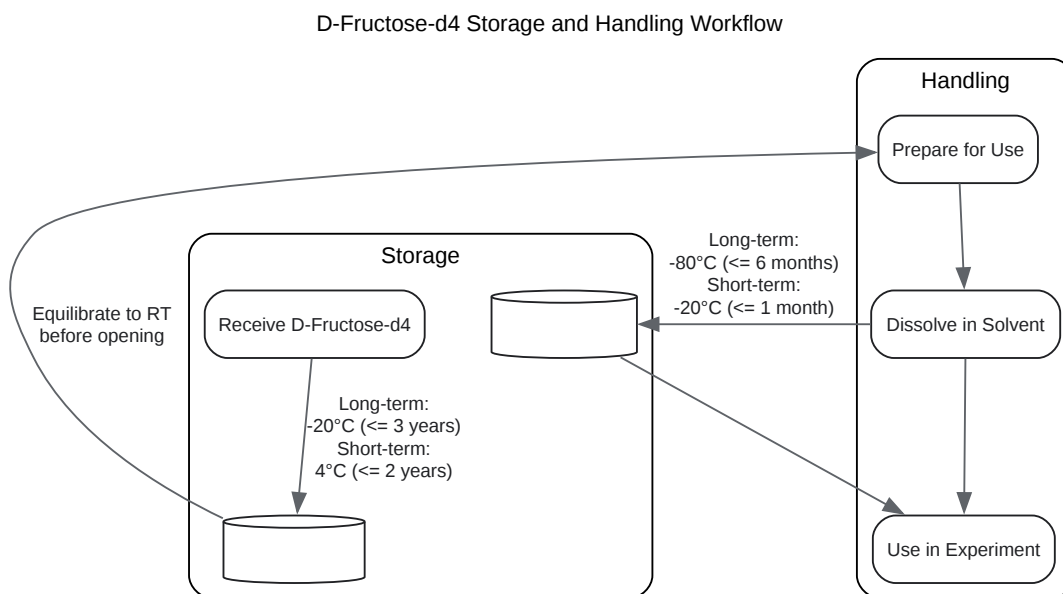 D-Fructose-d4 Storage and Handling Workflow
Handling
Prepare for Use
Storage
Long-term:
-80°C (<= 6 months)
Short-term:
-20°C (<= 1 month)
Equilibrate to RT
before opening
Receive D-Fructose-d4
Dissolve in Solvent
Long-term:
-20°C (<= 3 years)
Short-term:
4°C (<= 2 years)
Use in Experiment